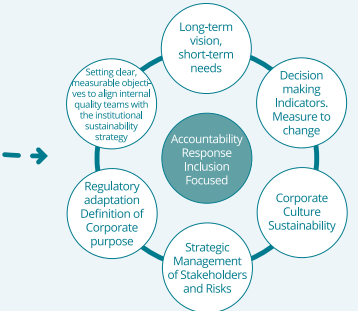 Long-term
vision,
short-term
needs
Decision
making
Indicators.
Measure to
change
Corporate
Culture
Sustainability
Strategic
Management
of Stakeholders
and Risks
Regulatory
adaptation
Definition of
Corporate
purpose
Setting clear,
measurable objecti-
ves to align internal
quality teams with
the institutional
sustainability
strategy
Accountability
Response
Inclusion
Focused